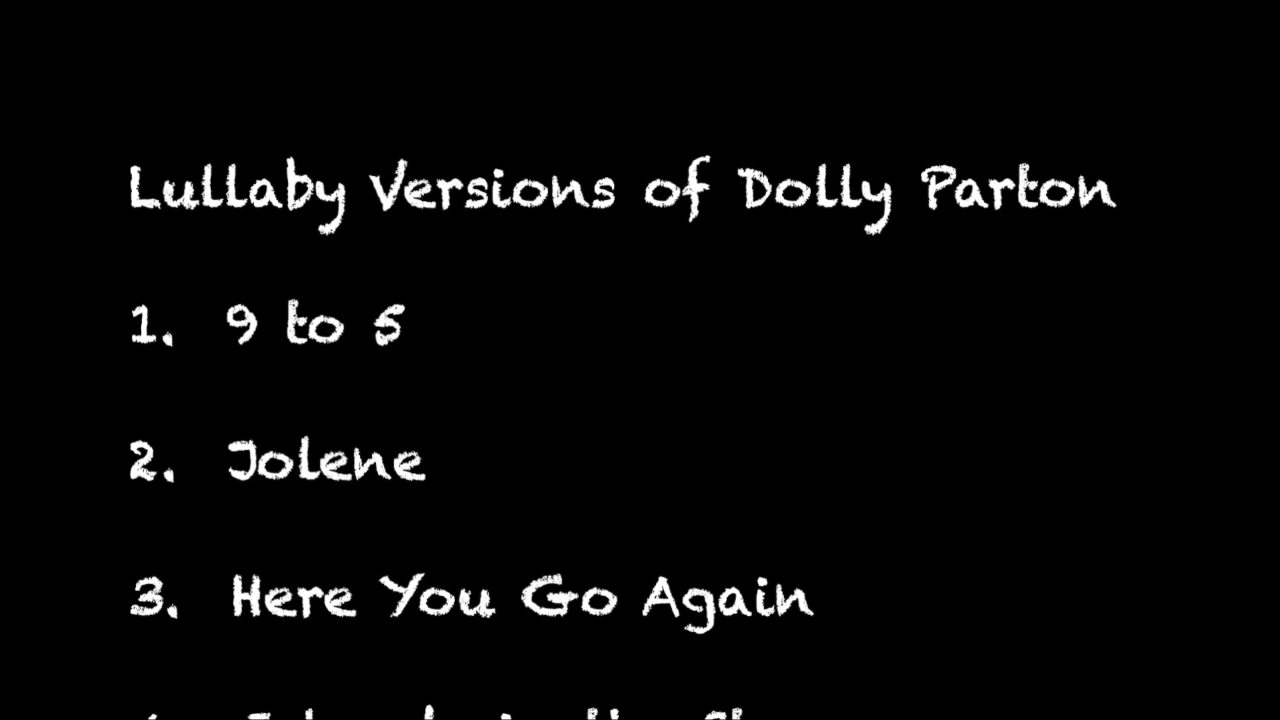 Lullaby Versions of Dolly Parton
1. 9 to 5
2. Jolene
3. Here You Go Again